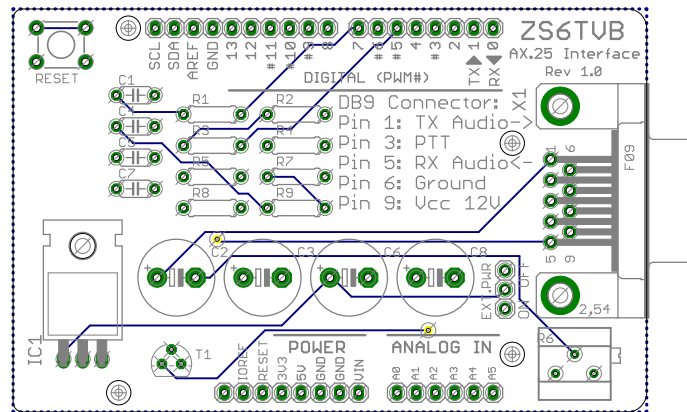 ZS6TVB
AX.25 Interface
Rev 1.0
RESET
SCL
SDA
AREF
GND
13
12
#11
#10
#9
8
7
#6
#5
4
#3
2
TX 1
RX 0
DIGITAL (PWM#)
C1
R1
R2
DB9 Connector:
X1
Pin 1: TX Audio->
R3
R4
Pin 3: PTT
C5
R5
R7
Pin 5: RX Audio<-
C7
R8
R9
Pin 6: Ground
Pin 9: Vcc 12V
1
6
5
9
F09
2,54
C2
C3
C6
C8
EXT.PWR
ON OFF
IC1
T1
R6
POWER
ANALOG IN
IOREF
RESET
3V3
5V
GND
GND
VIN
A0
A1
A2
A3
A4
A5